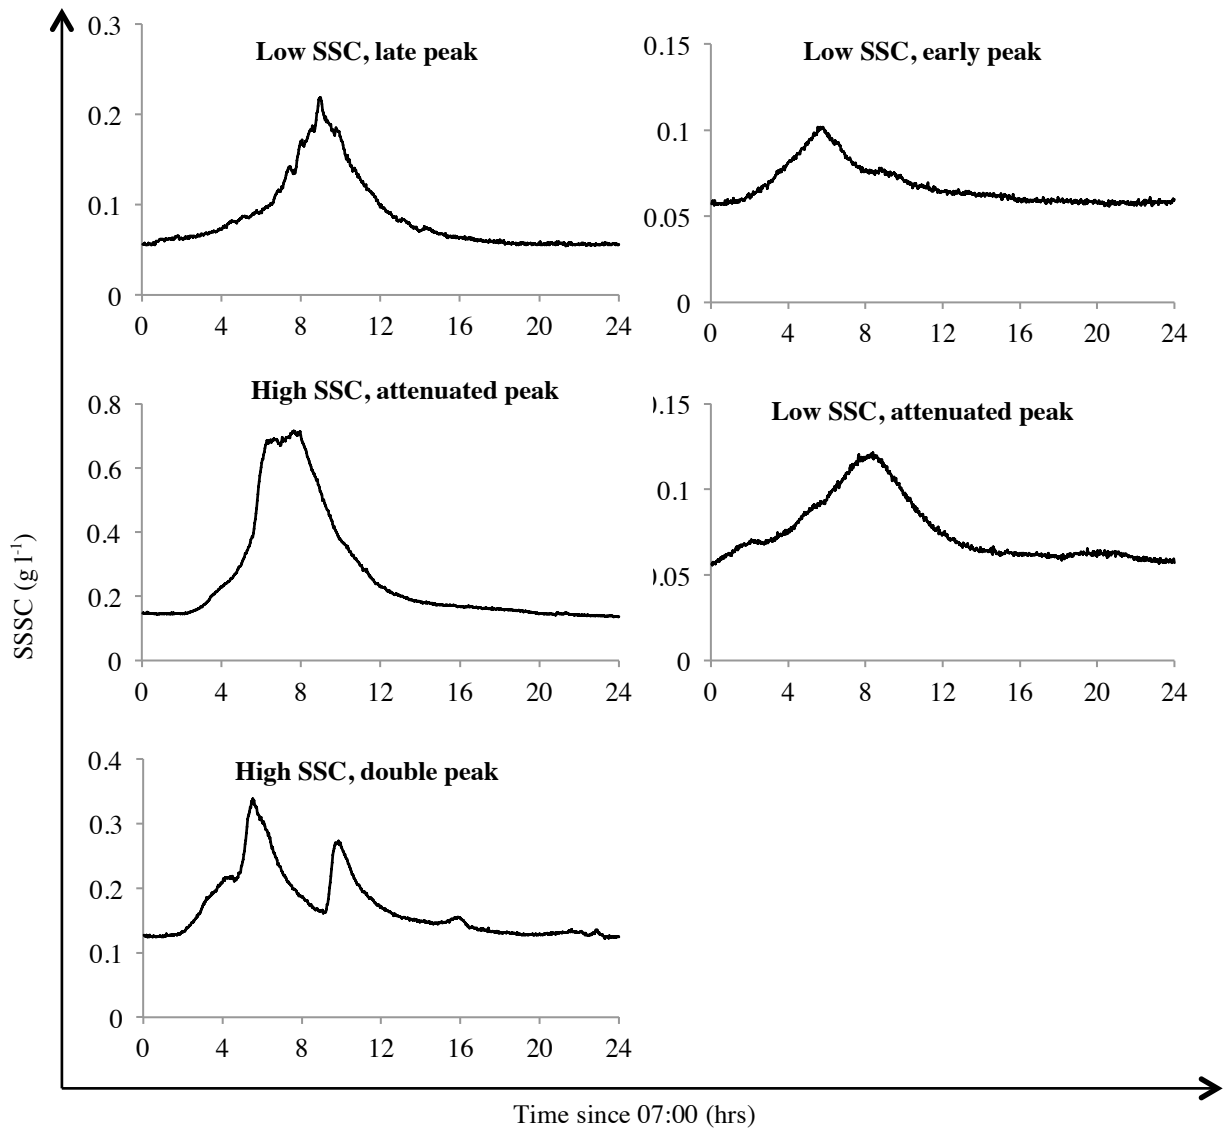 Low SSC, late peak
0.3
0.2
0.1
0
0 4 8 12 16 20 24
Low SSC, early peak
0.15
0.1
0.05
0
0 4 8 12 16 20 24
High SSC, attenuated peak
0.8
0.6
0.4
0.2
0
0 4 8 12 16 20 24
Low SSC, attenuated peak
).15
0.1
).05
0
0 4 8 12 16 20 24
High SSC, double peak
0.4
0.3
0.2
0.1
0
0 4 8 12 16 20 24
SSSC (g l⁻¹)
Time since 07:00 (hrs)